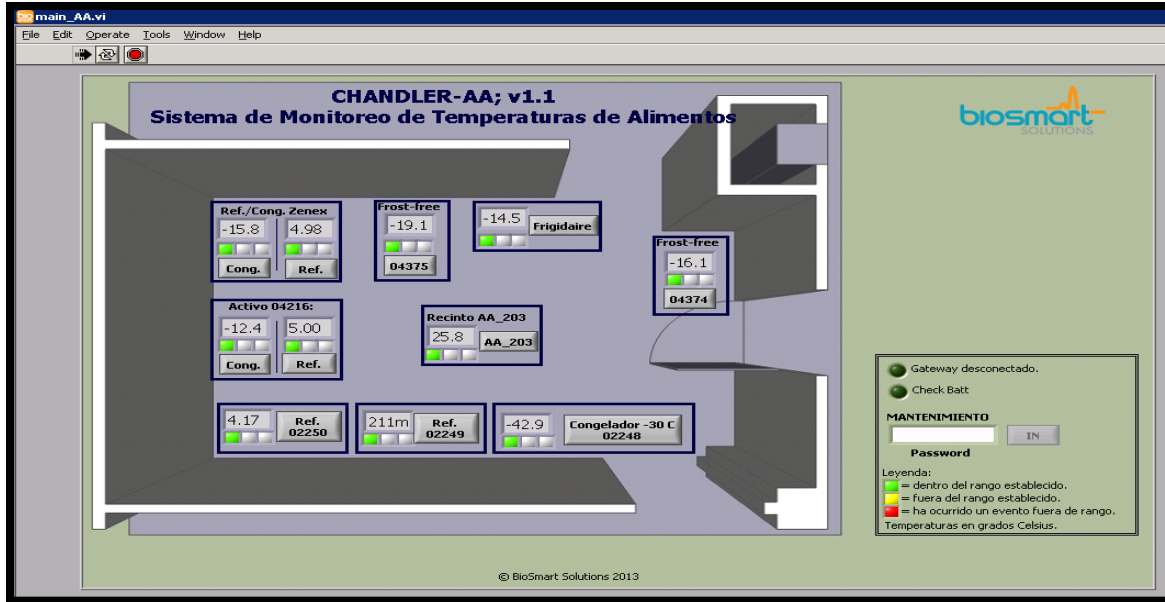 main_AA.vi
File Edit Operate Tools Window Help
CHANDLER-AA; v1.1
Sistema de Monitoreo de Temperaturas de Alimentos
biosmart
SOLUTIONS
Ref./Cong. Zenex
-15.8 4.98
Cong. Ref.
Frost-free
-19.1
04375
-14.5 Frigidaire
Frost-free
-16.1
04374
Activo 04216:
-12.4 5.00
Cong. Ref.
Recinto AA_203
25.8 AA_203
4.17 Ref.
02250
211m Ref.
02249
-42.9 Congelador -30 C
02248
Gateway desconectado.
Check Batt
MANTENIMIENTO
IN
Password
Leyenda:
= dentro del rango establecido.
= fuera del rango establecido.
= ha ocurrido un evento fuera de rango.
Temperaturas en grados Celsius.
© BioSmart Solutions 2013